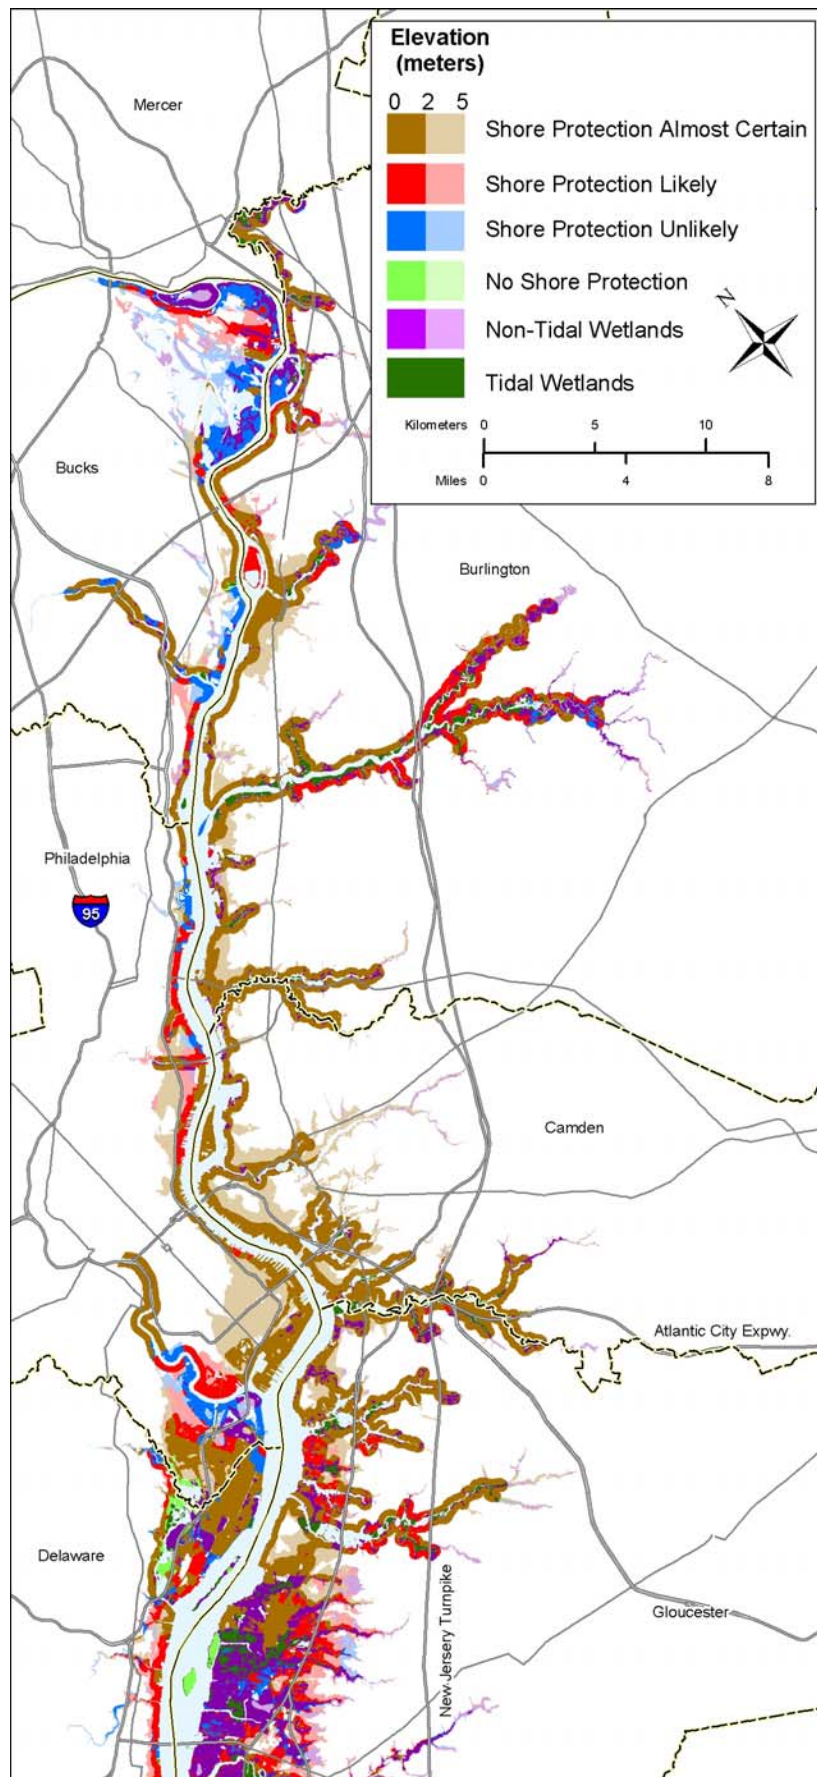 Elevation
(meters)
0 2 5
Shore Protection Almost Certain
Shore Protection Likely
Shore Protection Unlikely
No Shore Protection
Non-Tidal Wetlands
Tidal Wetlands
N
Kilometers 0 5 10
Miles 0 4 8
Mercer
Bucks
Burlington
Philadelphia
95
Camden
Atlantic City Expwy.
Delaware
New Jersery Turnpike
Gloucester